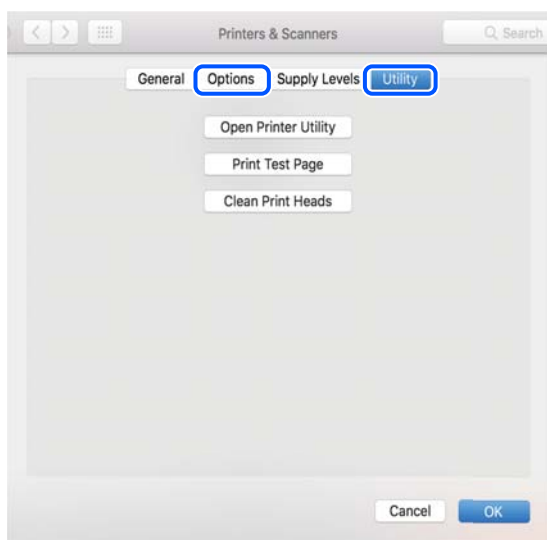 Printers & Scanners Search
General Options Supply Levels Utility
Open Printer Utility
Print Test Page
Clean Print Heads
Cancel OK